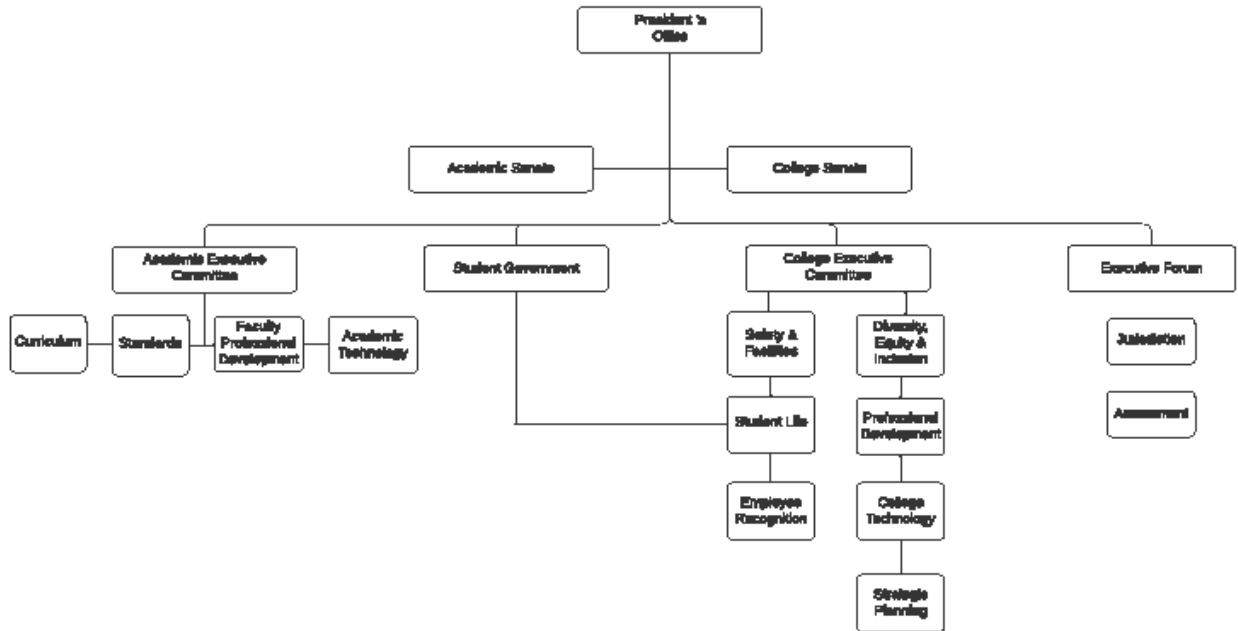 President 's
Office
Academic Senate
College Senate
Academic Executive
Committee
Student Government
College Executive
Committee
Executive Forum
Curriculum
Standards
Faculty
Professional
Development
Academic
Technology
Safety &
Facilities
Diversity,
Equity &
Inclusion
Jurisdiction
Student Life
Professional
Development
Assessment
Employee
Recognition
College
Technology
Strategic
Planning